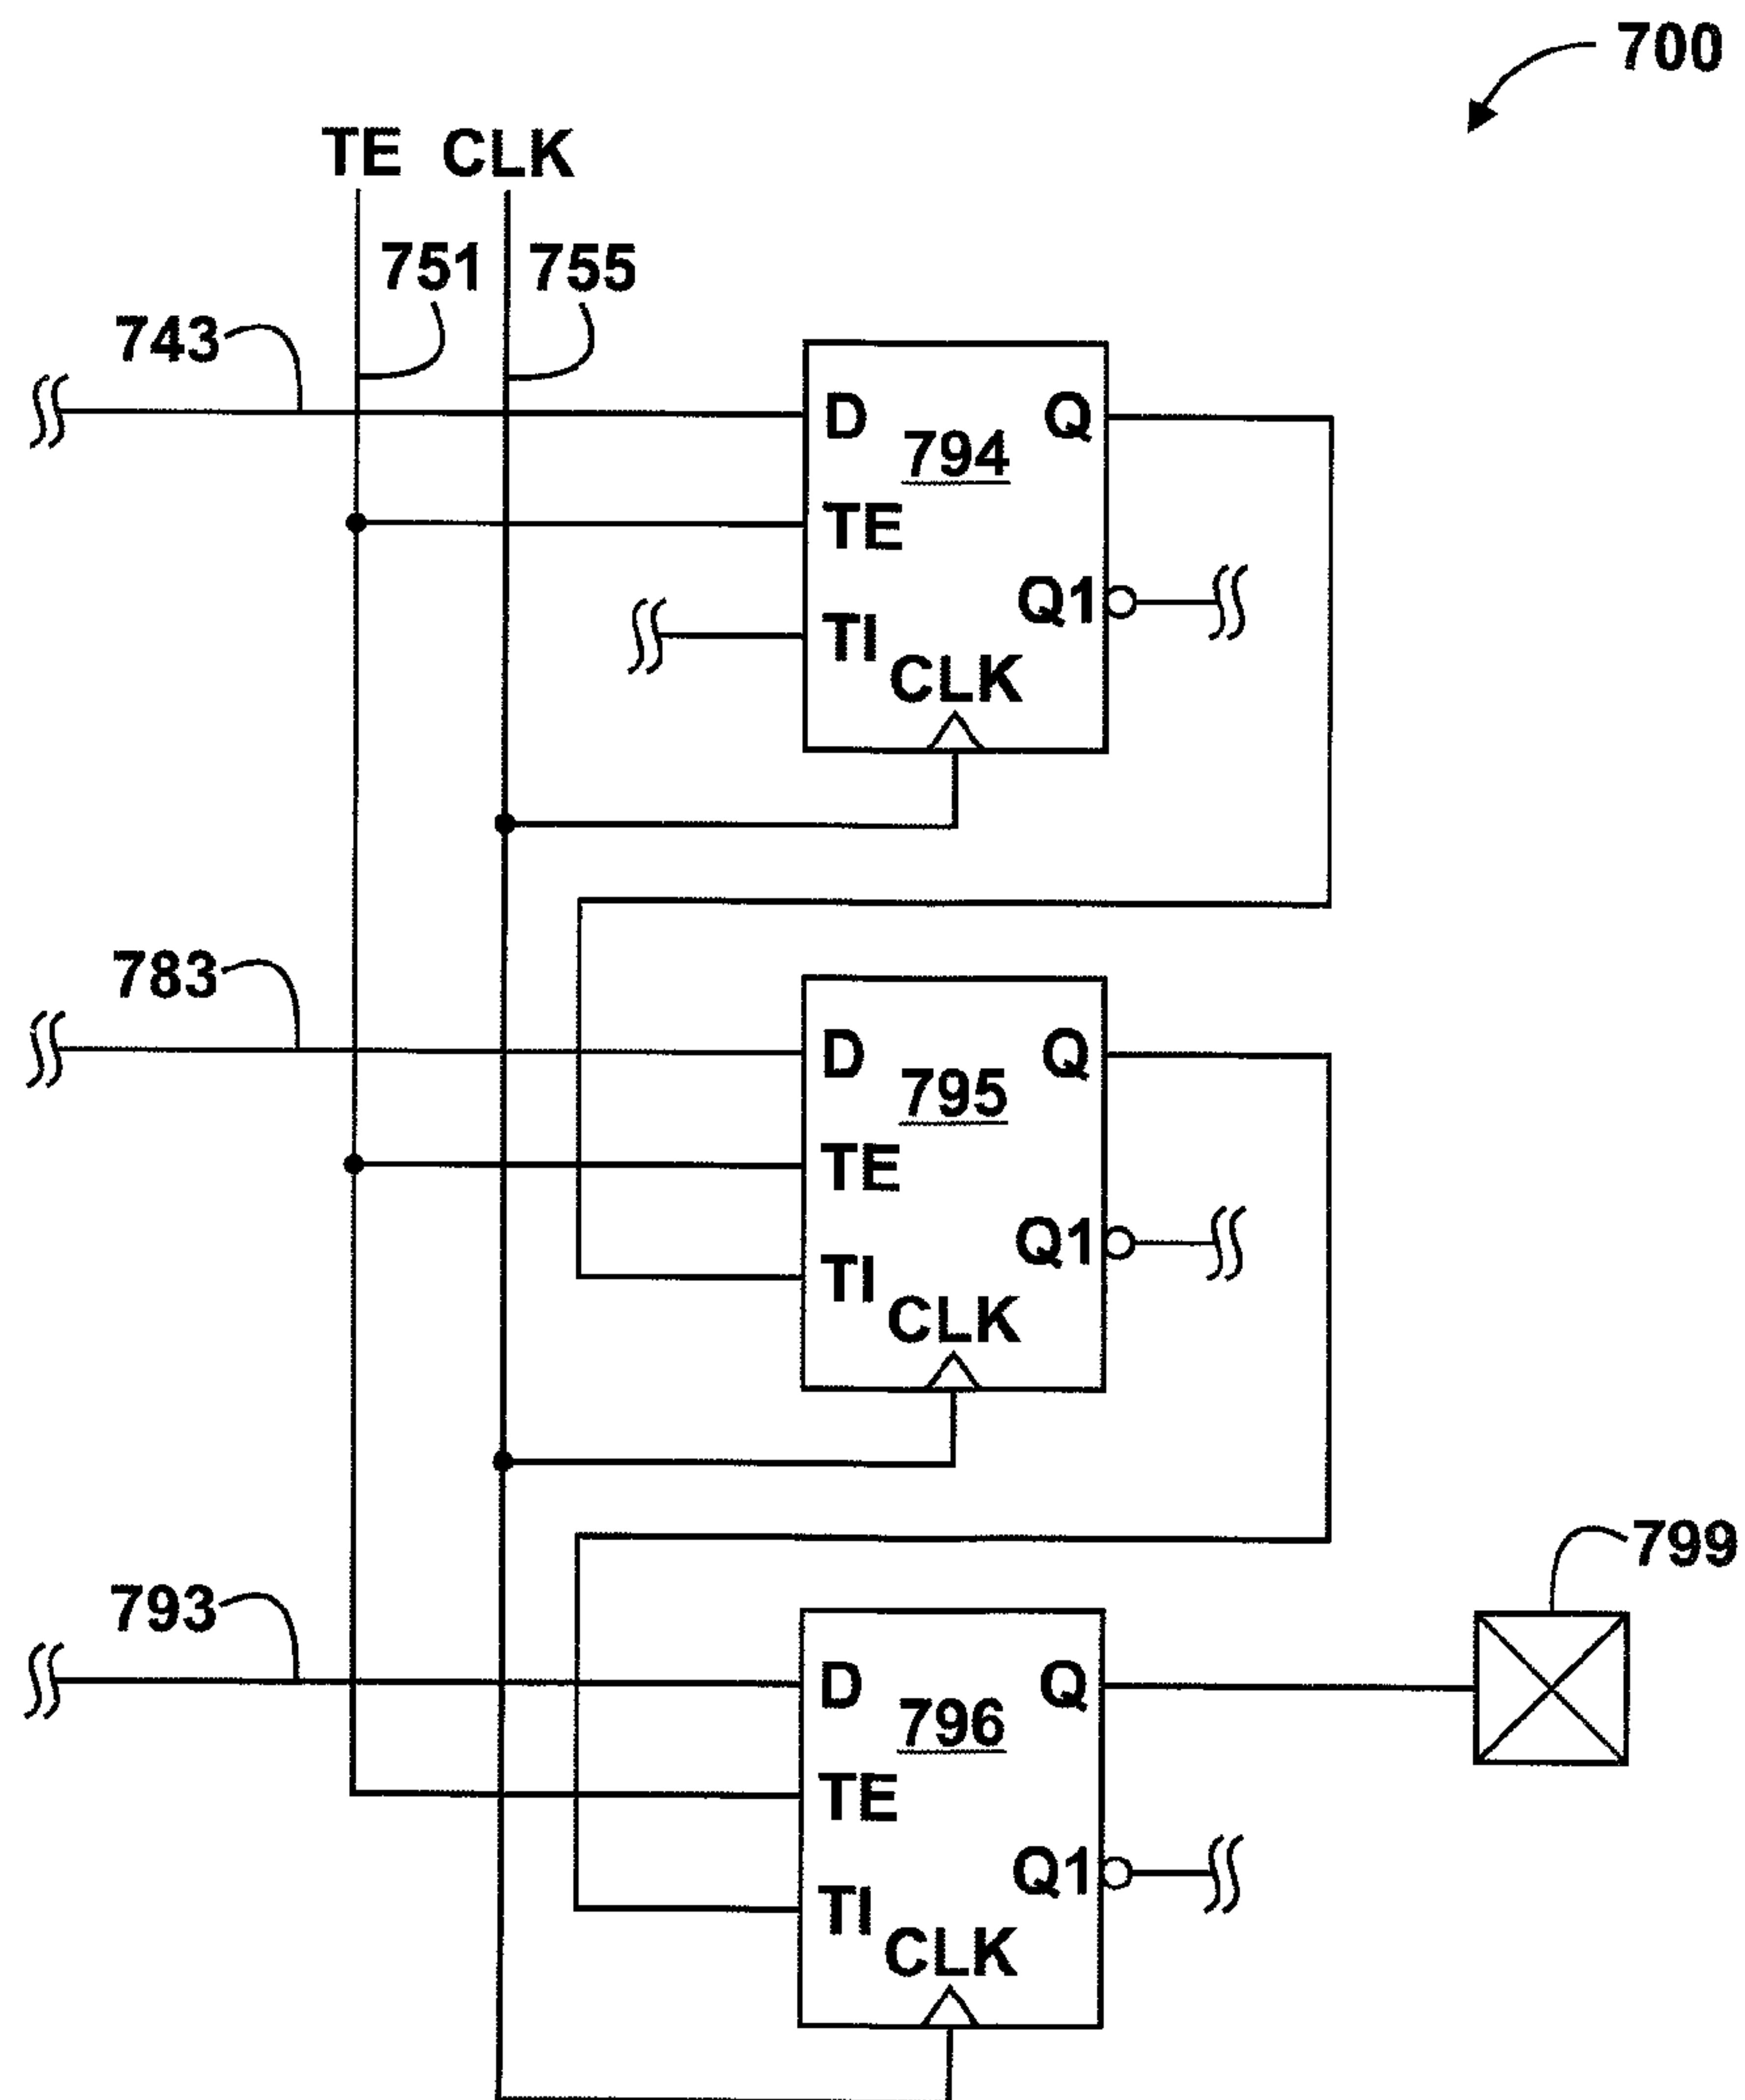 700
TE CLK
751 755
743
D Q
794
TE
Q1
TI
CLK
783
D Q
795
TE
Q1
TI
CLK
799
793
D Q
796
TE
Q1
TI
CLK